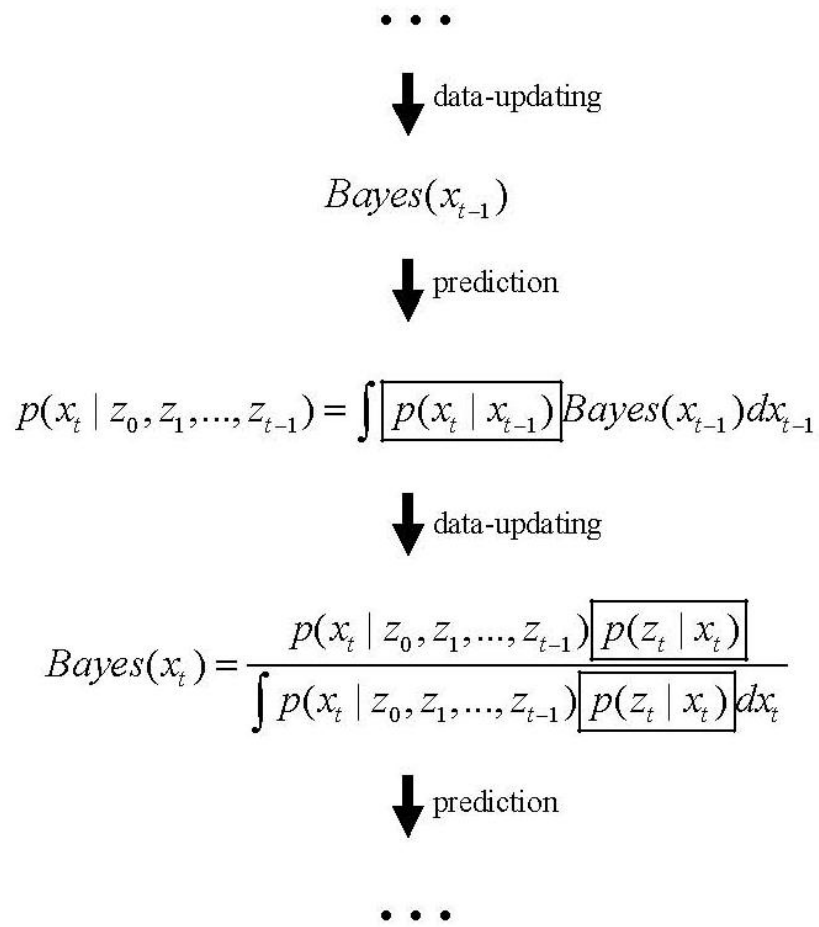 • • •
data-updating
Bayes(x_{t-1})
prediction
p(x_t | z_0, z_1, ..., z_{t-1}) = ∫ p(x_t | x_{t-1}) Bayes(x_{t-1})dx_{t-1}
data-updating
p(x_t | z_0, z_1, ..., z_{t-1}) p(z_t | x_t)
Bayes(x_t) =
∫ p(x_t | z_0, z_1, ..., z_{t-1}) p(z_t | x_t) dx_t
prediction
• • •